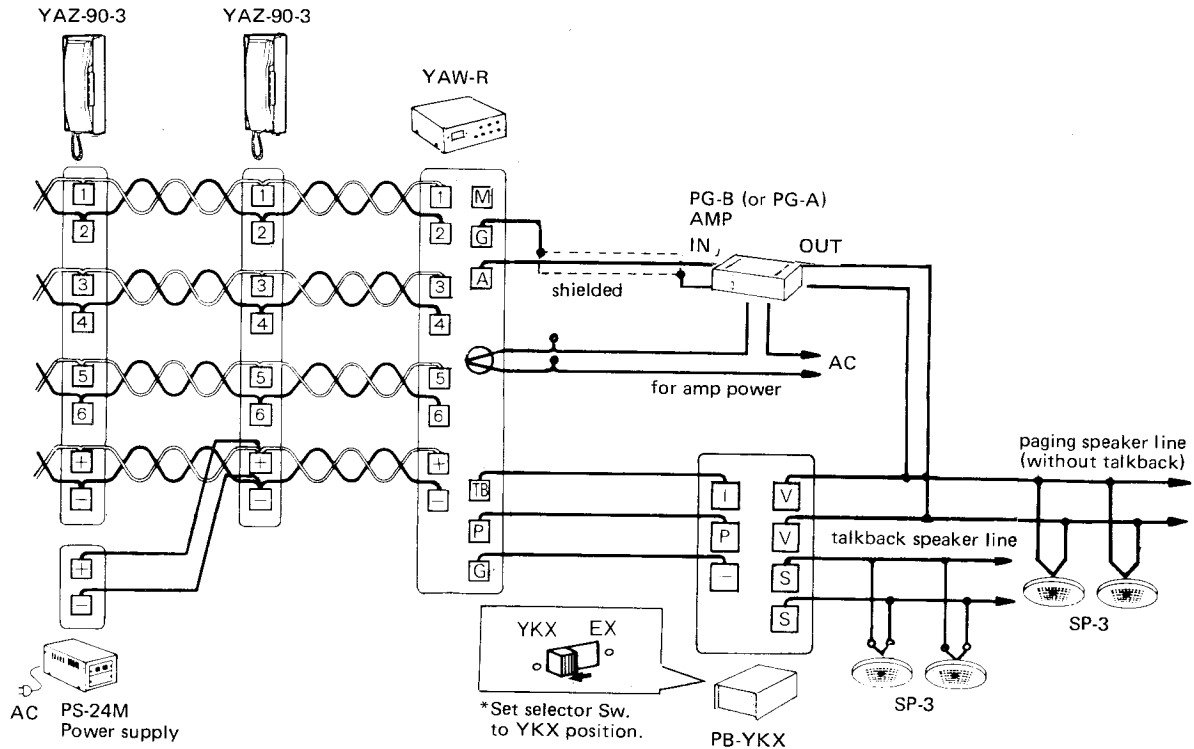 YAZ-90-3
YAZ-90-3
YAW-R
1
2
3
4
5
6
+
−
1
2
3
4
5
6
+
−
1
2
3
4
5
6
+
−
M
G
A
TB
P
G
shielded
PG-B (or PG-A)
AMP
IN
OUT
AC
for amp power
I
P
−
V
V
S
S
paging speaker line
(without talkback)
talkback speaker line
SP-3
SP-3
+
−
AC
PS-24M
Power supply
YKX
EX
*Set selector Sw.
to YKX position.
PB-YKX